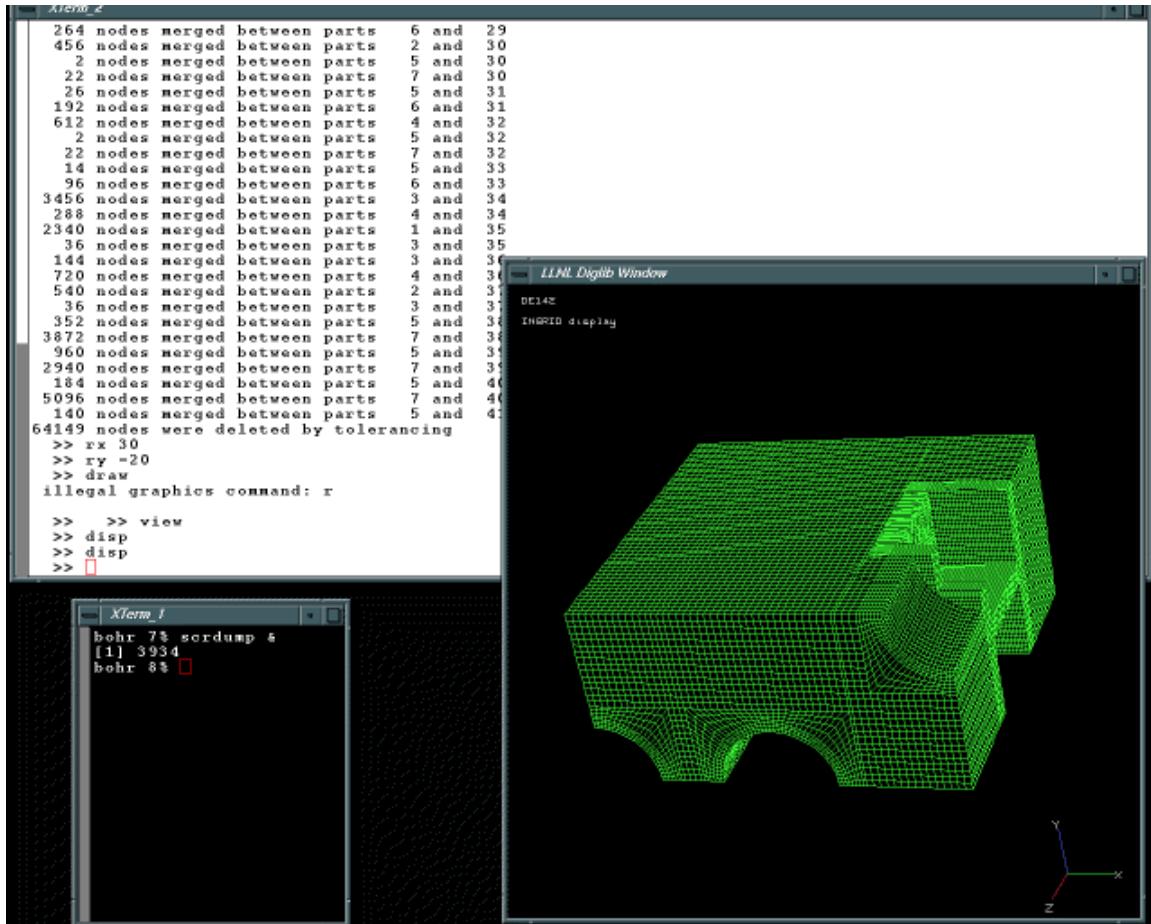 XTerm_2
264 nodes merged between parts 6 and 29
456 nodes merged between parts 2 and 30
2 nodes merged between parts 5 and 30
22 nodes merged between parts 7 and 30
26 nodes merged between parts 5 and 31
192 nodes merged between parts 6 and 31
612 nodes merged between parts 4 and 32
2 nodes merged between parts 5 and 32
22 nodes merged between parts 7 and 32
14 nodes merged between parts 5 and 33
96 nodes merged between parts 6 and 33
3456 nodes merged between parts 3 and 34
288 nodes merged between parts 4 and 34
2340 nodes merged between parts 1 and 35
36 nodes merged between parts 3 and 35
144 nodes merged between parts 3 and 36
720 nodes merged between parts 4 and 36
540 nodes merged between parts 2 and 37
36 nodes merged between parts 3 and 37
352 nodes merged between parts 5 and 38
3872 nodes merged between parts 7 and 38
960 nodes merged between parts 5 and 39
2940 nodes merged between parts 7 and 39
184 nodes merged between parts 5 and 40
5096 nodes merged between parts 7 and 40
140 nodes merged between parts 5 and 41
64149 nodes were deleted by tolerancing
>> rx 30
>> ry -20
>> draw
illegal graphics command: r
>> >> view
>> disp
>> disp
>>
LLNL Diglib Window
DE14Z
INGRID display
Y
X
Z
XTerm_1
bohr 7% scrdump &
[1] 3934
bohr 8%